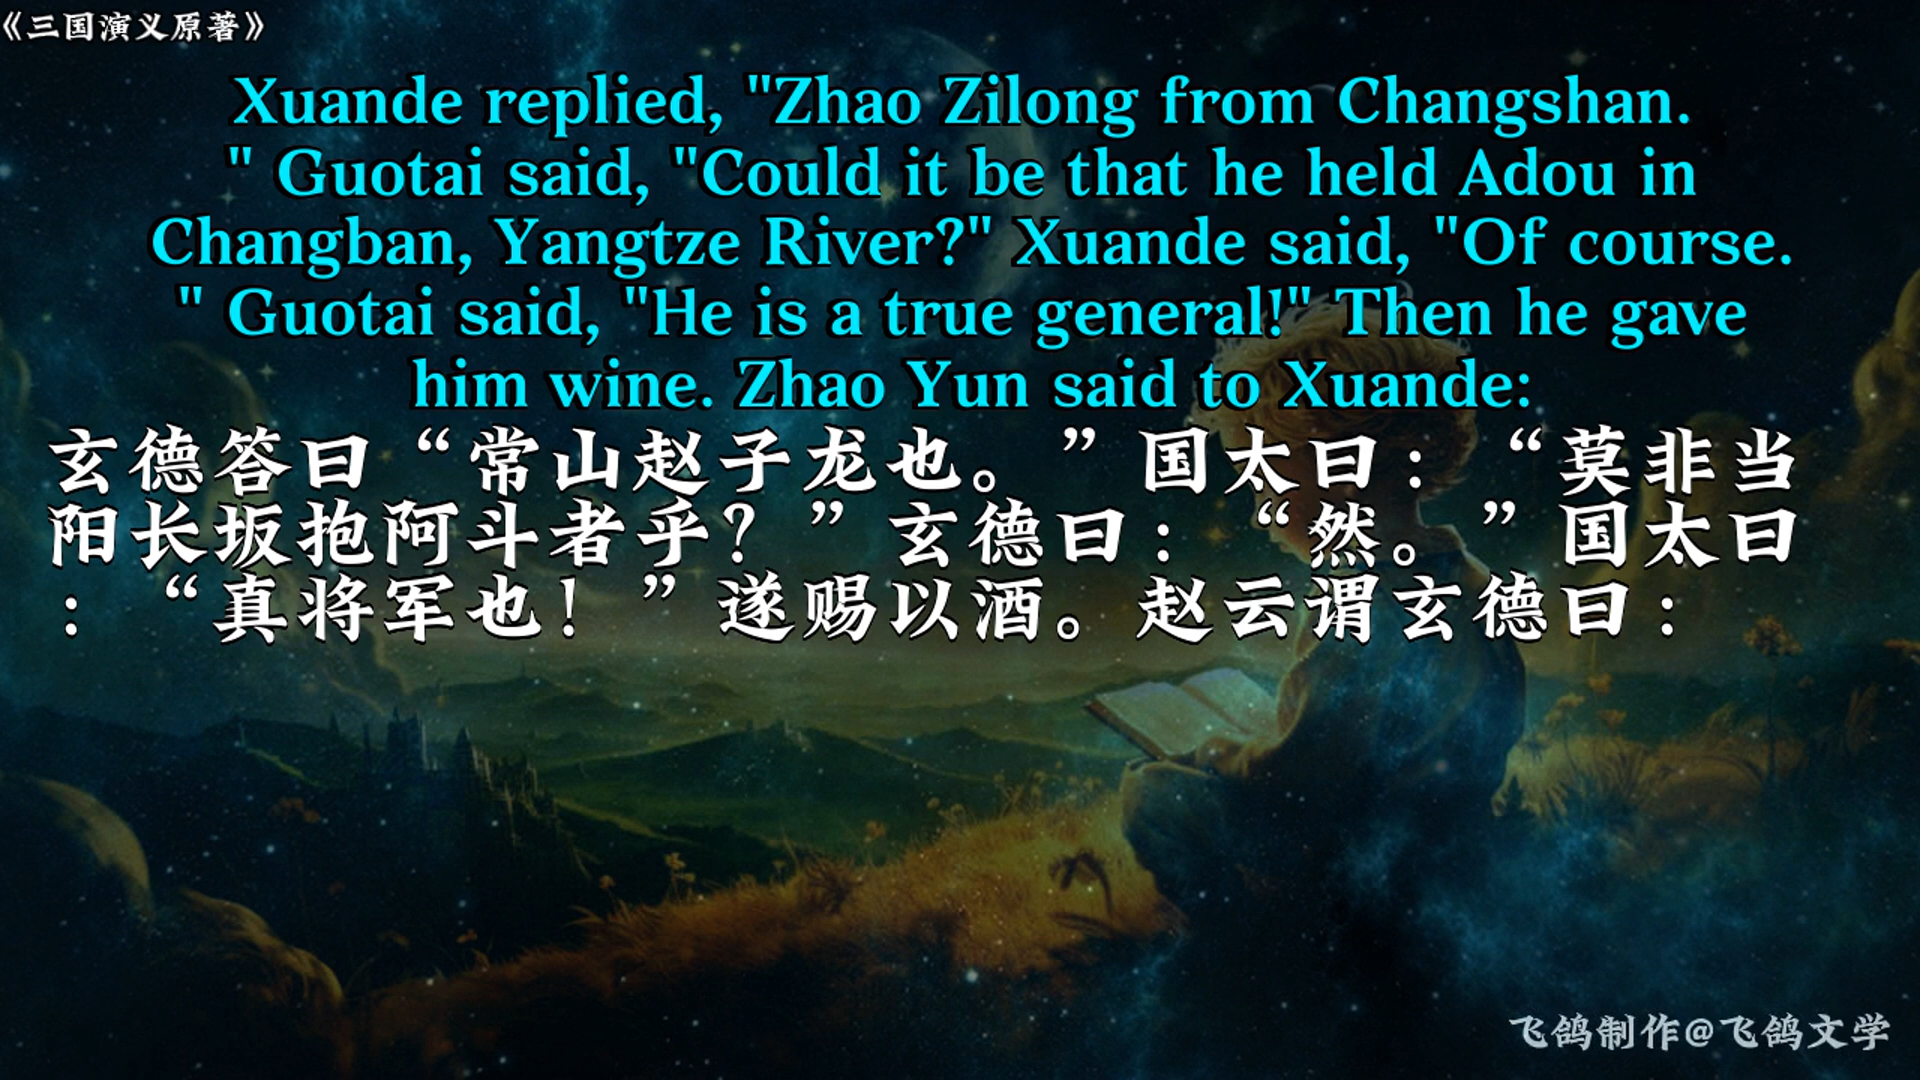 《三国演义原著》
Xuande replied, "Zhao Zilong from Changshan.
" Guotai said, "Could it be that he held Adou in
Changban, Yangtze River?" Xuande said, "Of course.
" Guotai said, "He is a true general!" Then he gave
him wine. Zhao Yun said to Xuande:
玄德答曰“常山赵子龙也。”国太曰：“莫非当
阳长坂抱阿斗者乎？”玄德曰：“然。”国太曰
：“真将军也！”遂赐以酒。赵云谓玄德曰：
飞鸽制作@飞鸽文学